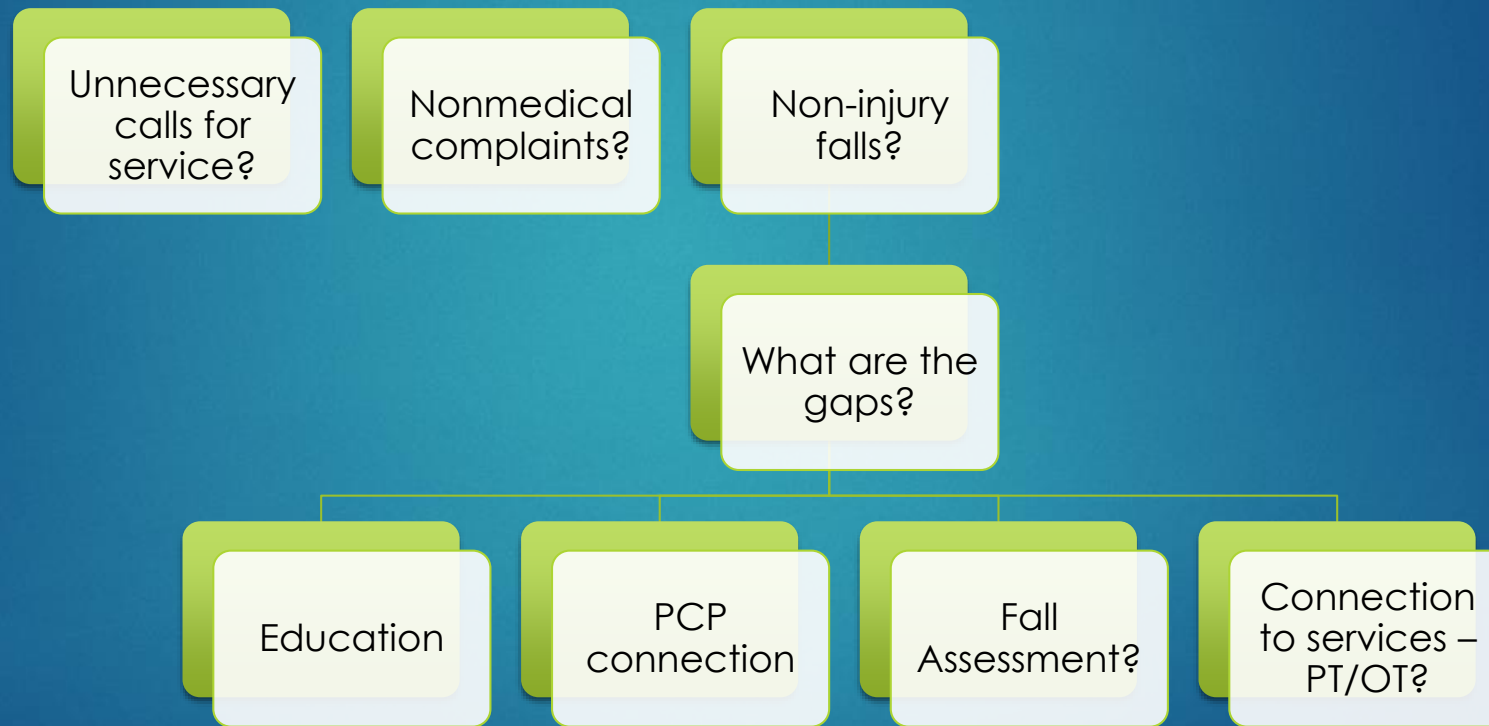 Unnecessary
calls for
service?
Nonmedical
complaints?
Non-injury
falls?
What are the
gaps?
Education
PCP
connection
Fall
Assessment?
Connection
to services –
PT/OT?